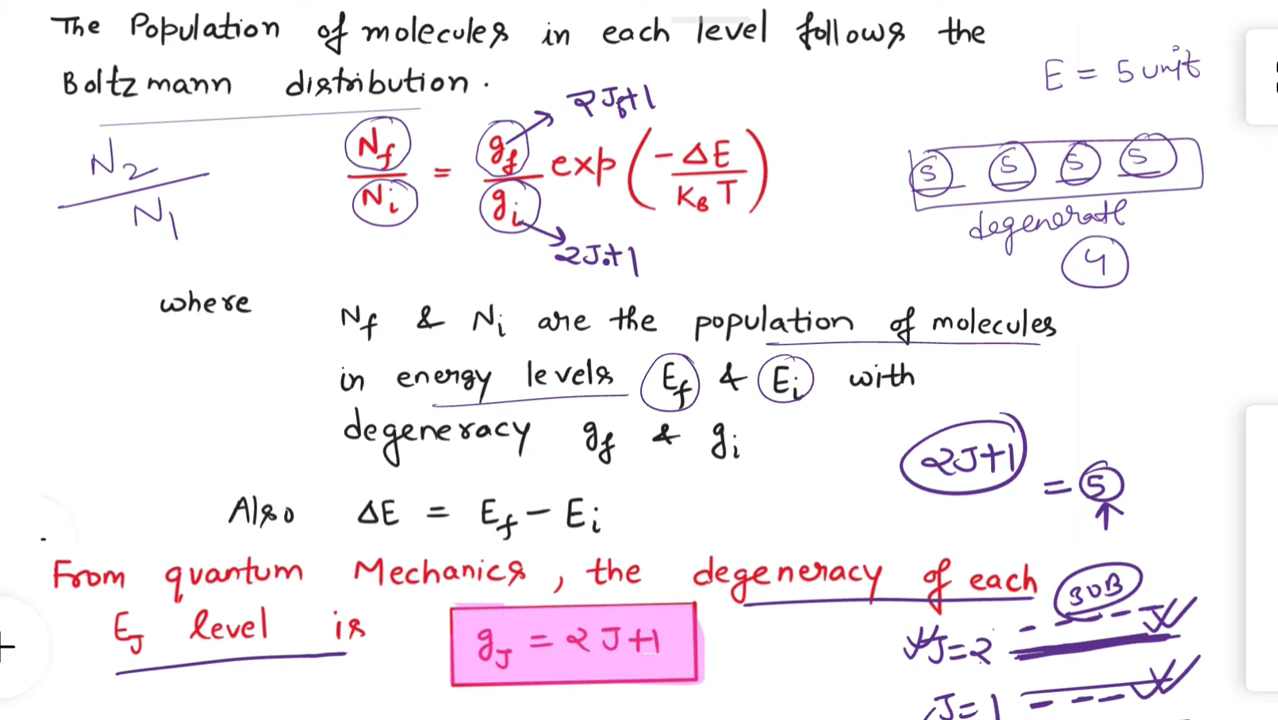 The Population of molecules in each level follows the
Boltzmann distribution.
E = 5 unit
N2 / N1
Nf / Ni = gf / gi exp ( -ΔE / KB T )
2Jf+1
2Ji+1
5 5 5 5
degenerate
4
where Nf & Ni are the population of molecules
in energy levels Ef & Ei with
degeneracy gf & gi
2J+1 = 5
Also ΔE = Ef - Ei
From quantum Mechanics, the degeneracy of each
EJ level is gJ = 2J+1
J=2
J=1